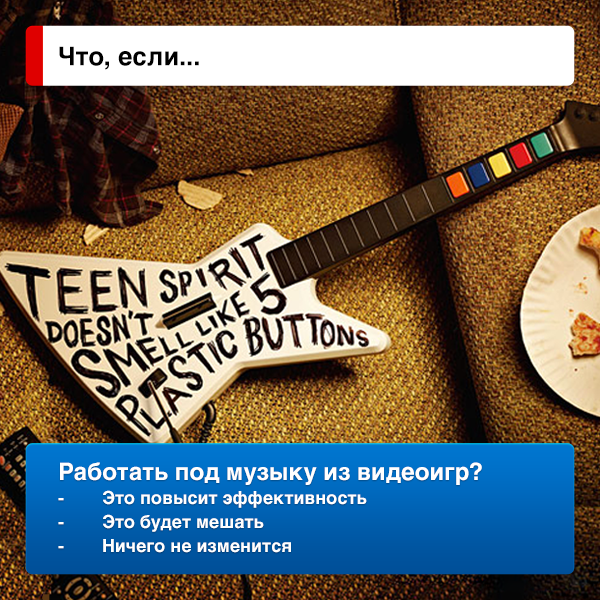 Что, если...
TEEN SPIRIT
DOESN'T
SMELL LIKE 5
PLASTIC BUTTONS
Работать под музыку из видеоигр?
- Это повысит эффективность
- Это будет мешать
- Ничего не изменится